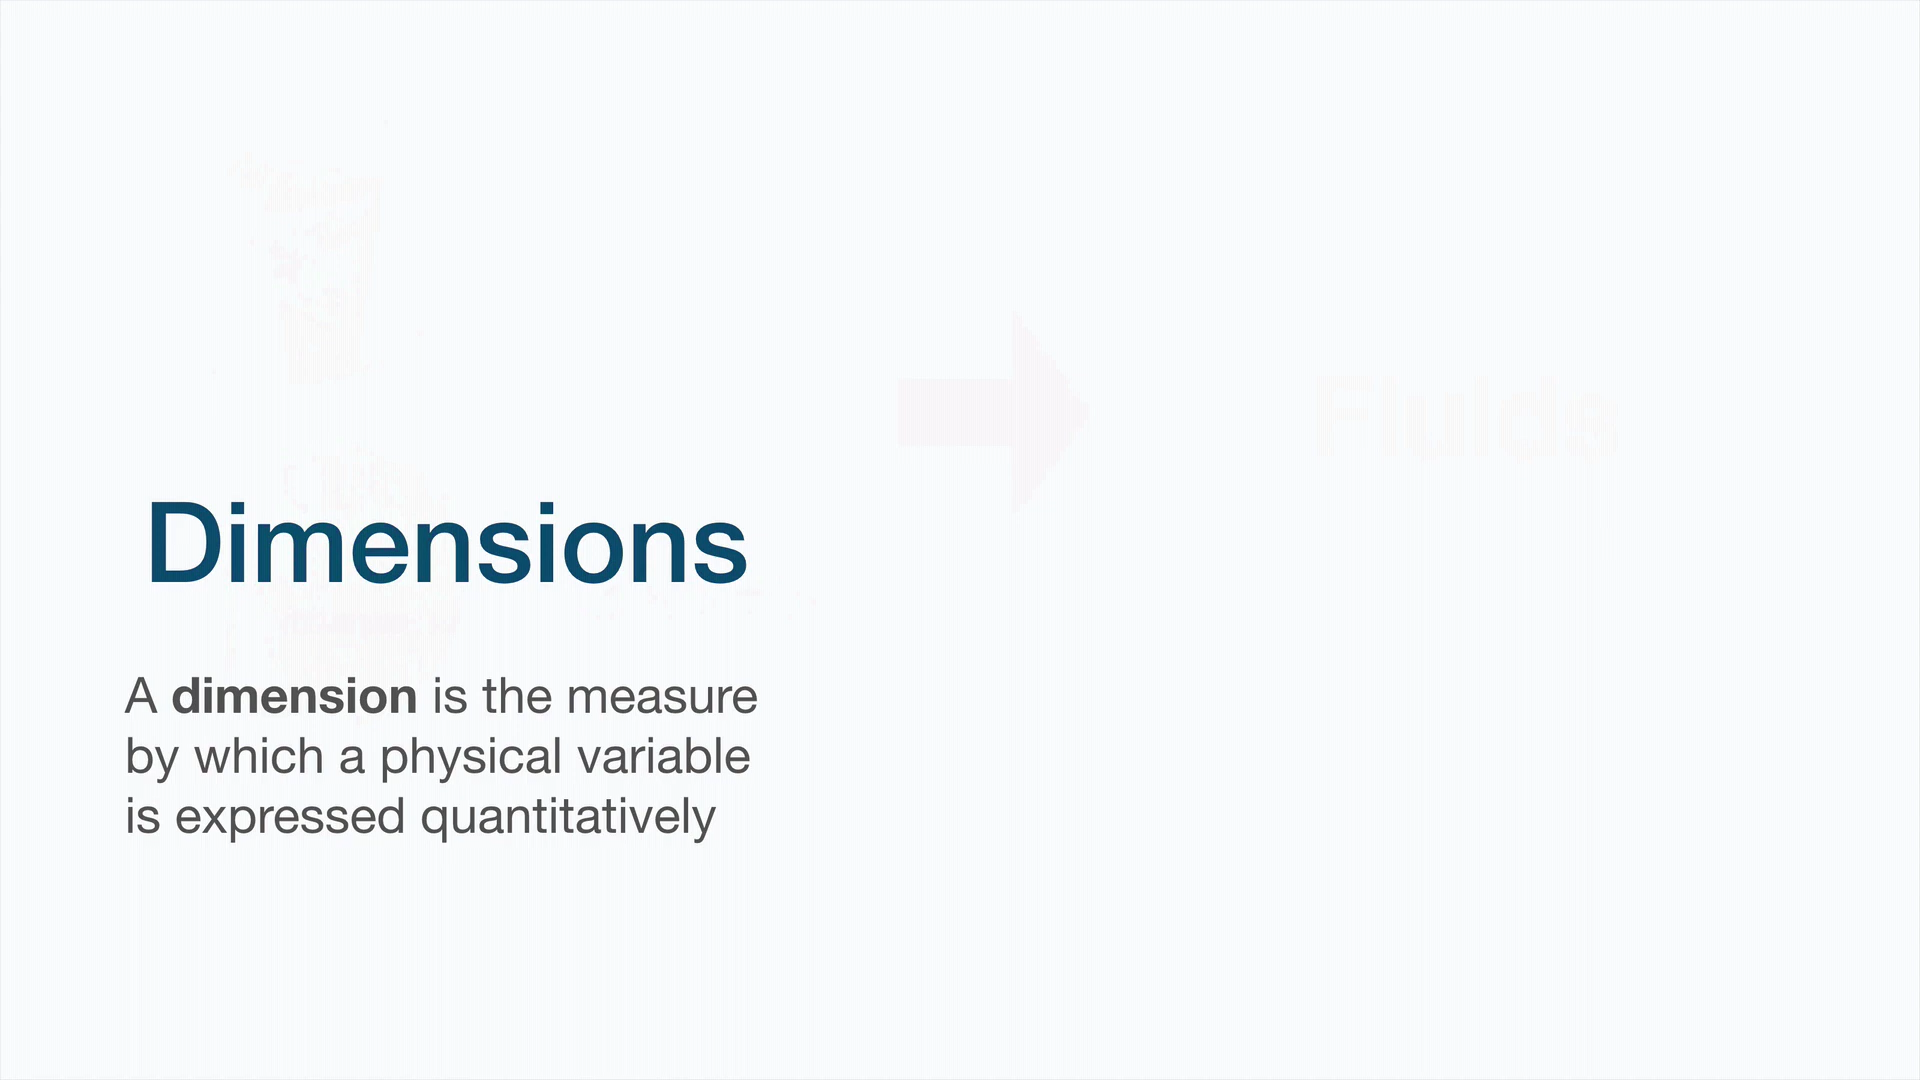 Dimensions
A dimension is the measure
by which a physical variable
is expressed quantitatively